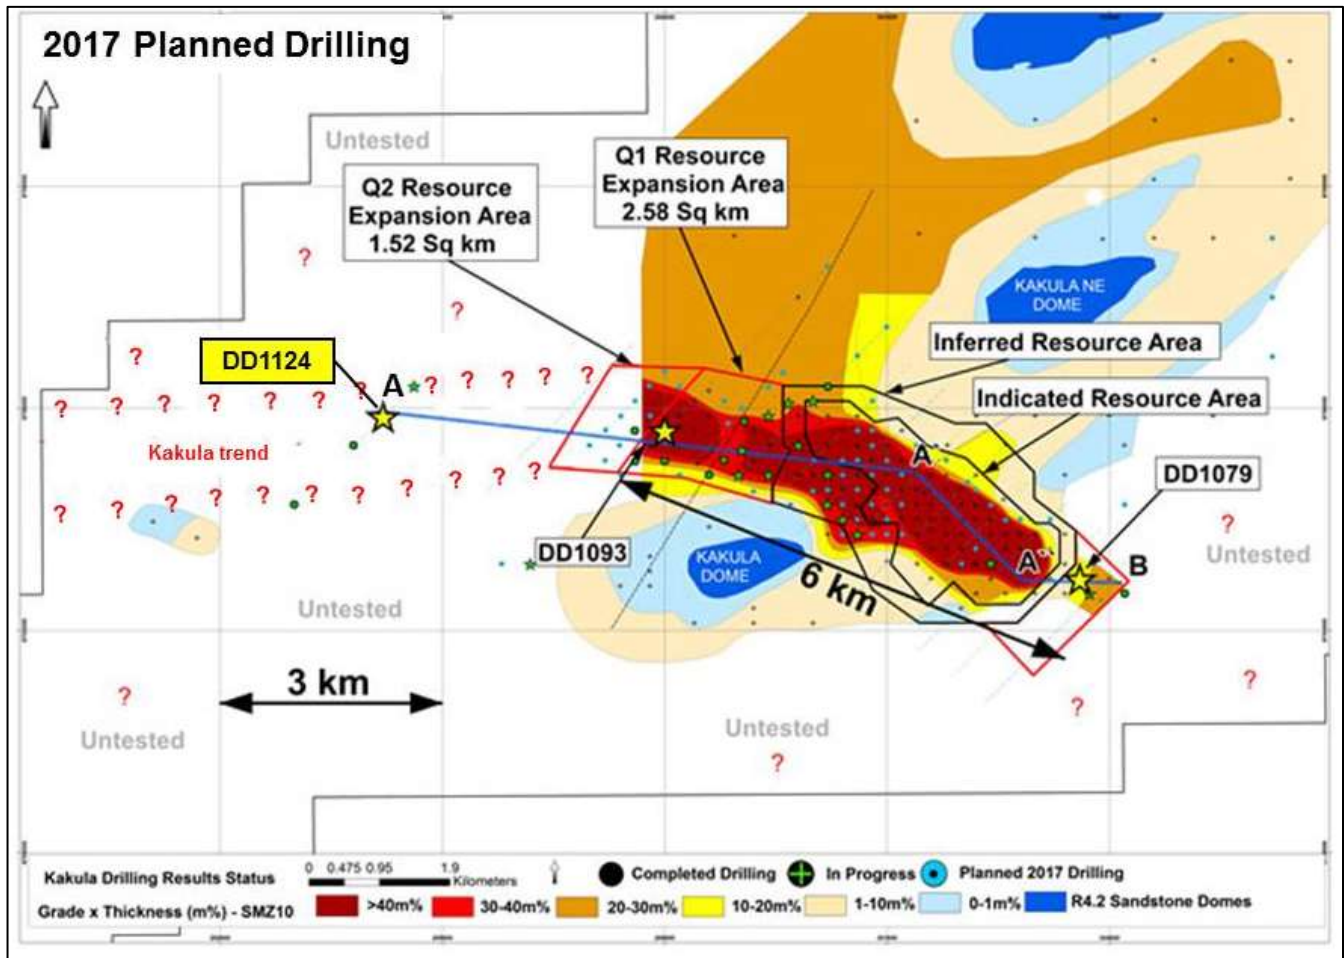 2017 Planned Drilling
Untested
Q2 Resource
Expansion Area
1.52 Sq km
Q1 Resource
Expansion Area
2.58 Sq km
?
?
?
KAKULA NE
DOME
Inferred Resource Area
DD1124
A
? ? ? ? ? ? ? ? ? ? ? ?
Indicated Resource Area
Kakula trend
A
DD1079
? ? ? ? ? ? ? ? ? ? ?
?
Untested
DD1093
KAKULA
DOME
6 km
A'
B
Untested
3 km
?
?
?
Untested
Untested
?
Kakula Drilling Results Status
0 0.475 0.95 1.9
Kilometers
Completed Drilling
In Progress
Planned 2017 Drilling
Grade x Thickness (m%) - SMZ10
>40m%
30-40m%
20-30m%
10-20m%
1-10m%
0-1m%
R4.2 Sandstone Domes